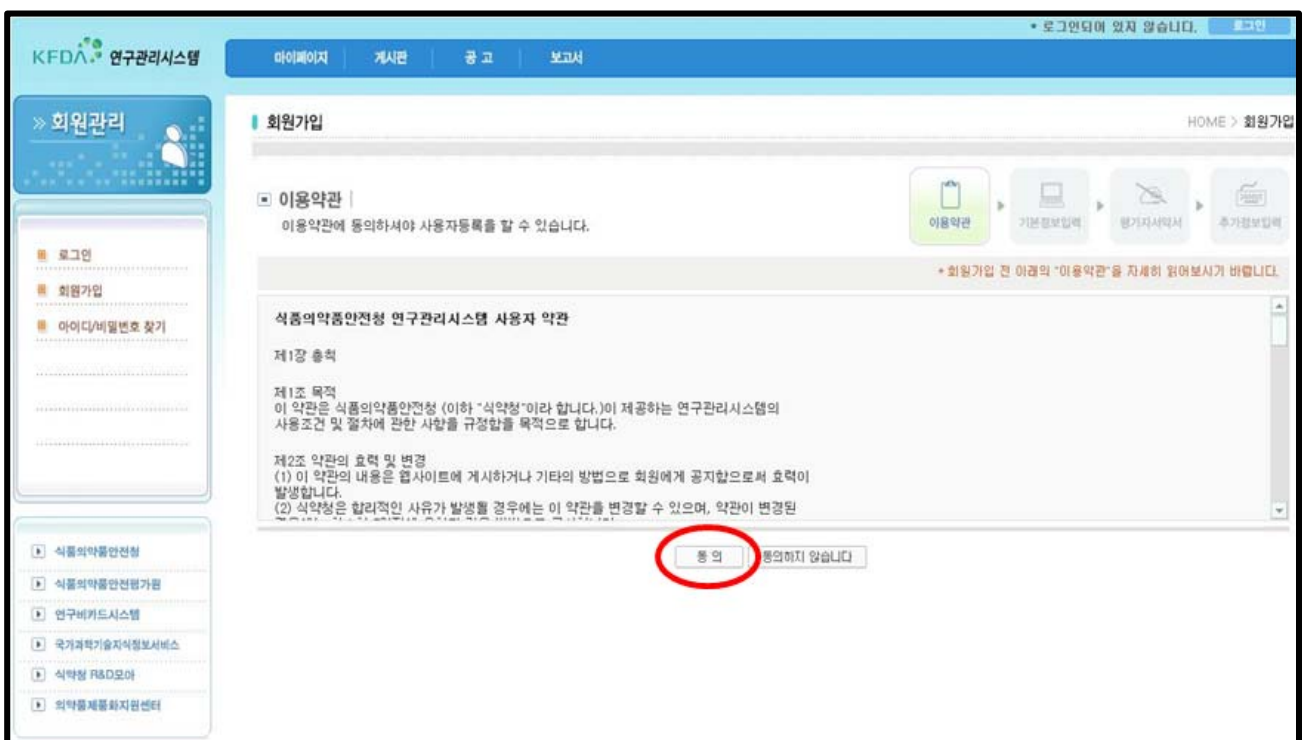 • 로그인되어 있지 않습니다. 로그인
KFDA 연구관리시스템
마이페이지 게시판 공 고 보고서
» 회원관리
로그인
회원가입
아이디/비밀번호 찾기
식품의약품안전청
식품의약품안전평가원
연구비카드시스템
국가과학기술지식정보서비스
식약청 R&D모아
의약품제품화지원센터
회원가입
HOME > 회원가입
이용약관
이용약관에 동의하셔야 사용자등록을 할 수 있습니다.
이용약관 기본정보입력 평가자서약서 추가정보입력
• 회원가입 전 아래의 "이용약관"을 자세히 읽어보시기 바랍니다.
식품의약품안전청 연구관리시스템 사용자 약관
제1장 총칙
제1조 목적
이 약관은 식품의약품안전청 (이하 "식약청"이라 합니다.)이 제공하는 연구관리시스템의
사용조건 및 절차에 관한 사항을 규정함을 목적으로 합니다.
제2조 약관의 효력 및 변경
(1) 이 약관의 내용은 웹사이트에 게시하거나 기타의 방법으로 회원에게 공지함으로써 효력이
발생합니다.
(2) 식약청은 합리적인 사유가 발생될 경우에는 이 약관을 변경할 수 있으며, 약관이 변경된
동 의 동의하지 않습니다